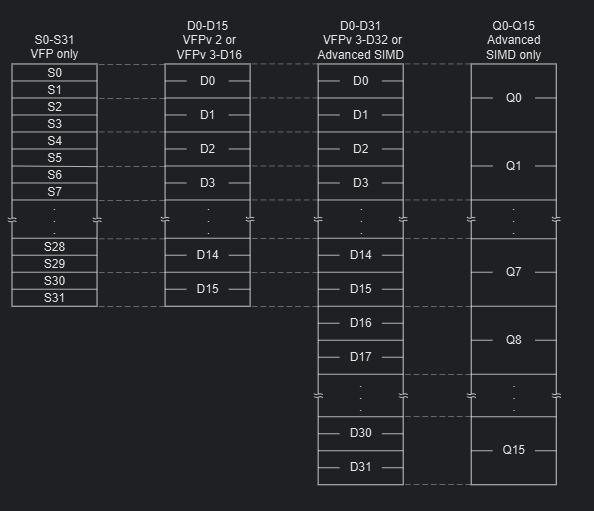 S0-S31
VFP only
S0
S1
S2
S3
S4
S5
S6
S7
S28
S29
S30
S31
D0-D15
VFPv 2 or
VFPv 3-D16
D0
D1
D2
D3
D14
D15
D0-D31
VFPv 3-D32 or
Advanced SIMD
D0
D1
D2
D3
D14
D15
D16
D17
D30
D31
Q0-Q15
Advanced
SIMD only
Q0
Q1
Q7
Q8
Q15